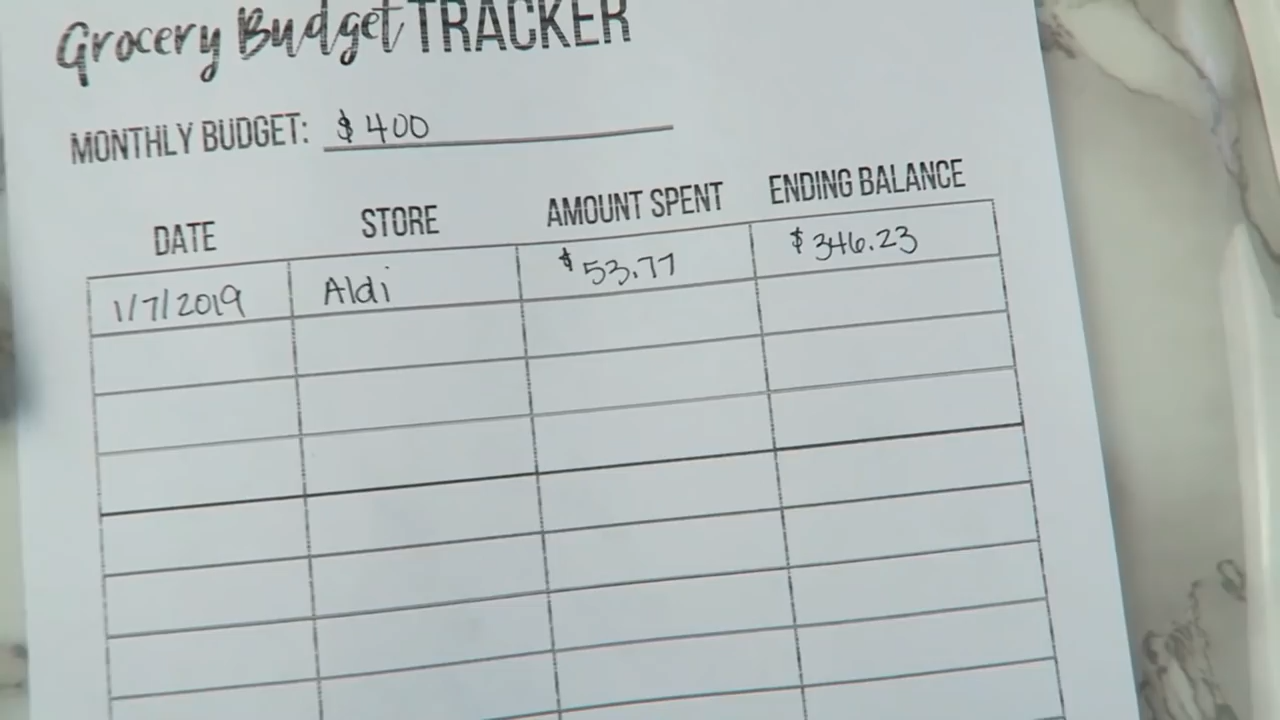 Grocery Budget TRACKER
MONTHLY BUDGET: $ 400
DATE STORE AMOUNT SPENT ENDING BALANCE
1/7/2019 Aldi $ 53.77 $ 346.23